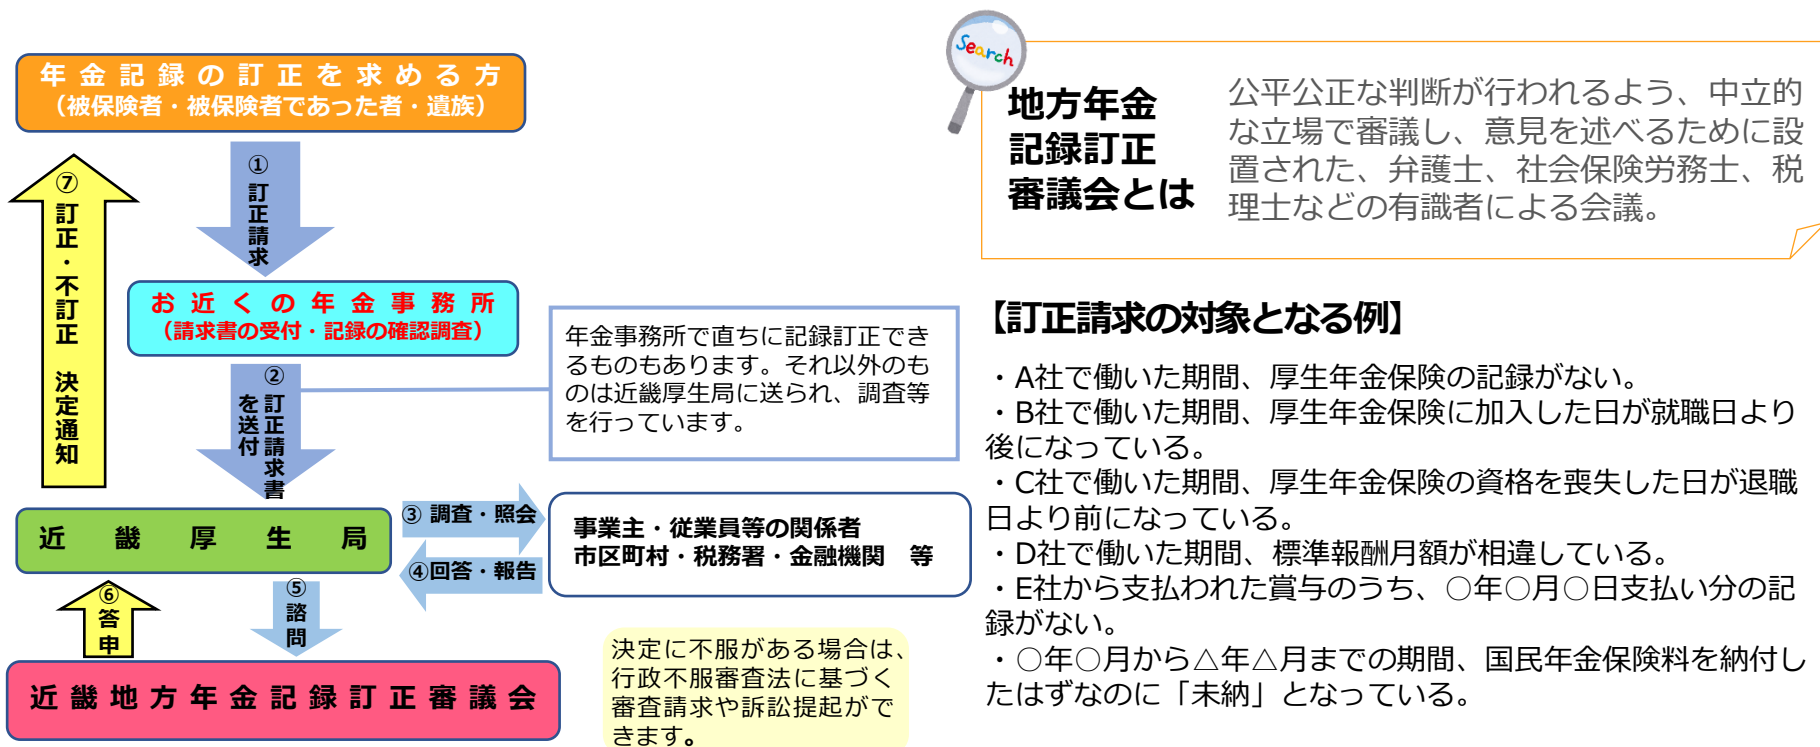 年金記録の訂正を求める方
（被保険者・被保険者であった者・遺族）
①訂正請求
⑦訂正・不訂正 決定通知
お近くの年金事務所
（請求書の受付・記録の確認調査）
②訂正請求書
を送付
年金事務所で直ちに記録訂正でき
るものもあります。それ以外のも
のは近畿厚生局に送られ、調査等
を行っています。
近畿厚生局
③ 調査・照会
④回答・報告
事業主・従業員等の関係者
市区町村・税務署・金融機関 等
⑥答申
⑤諮問
近畿地方年金記録訂正審議会
決定に不服がある場合は、
行政不服審査法に基づく
審査請求や訴訟提起がで
きます。
Search
地方年金
記録訂正
審議会とは
公平公正な判断が行われるよう、中立的
な立場で審議し、意見を述べるために設
置された、弁護士、社会保険労務士、税
理士などの有識者による会議。
【訂正請求の対象となる例】
・A社で働いた期間、厚生年金保険の記録がない。
・B社で働いた期間、厚生年金保険に加入した日が就職日より
後になっている。
・C社で働いた期間、厚生年金保険の資格を喪失した日が退職
日より前になっている。
・D社で働いた期間、標準報酬月額が相違している。
・E社から支払われた賞与のうち、○年○月○日支払い分の記
録がない。
・○年○月から△年△月までの期間、国民年金保険料を納付し
たはずなのに「未納」となっている。